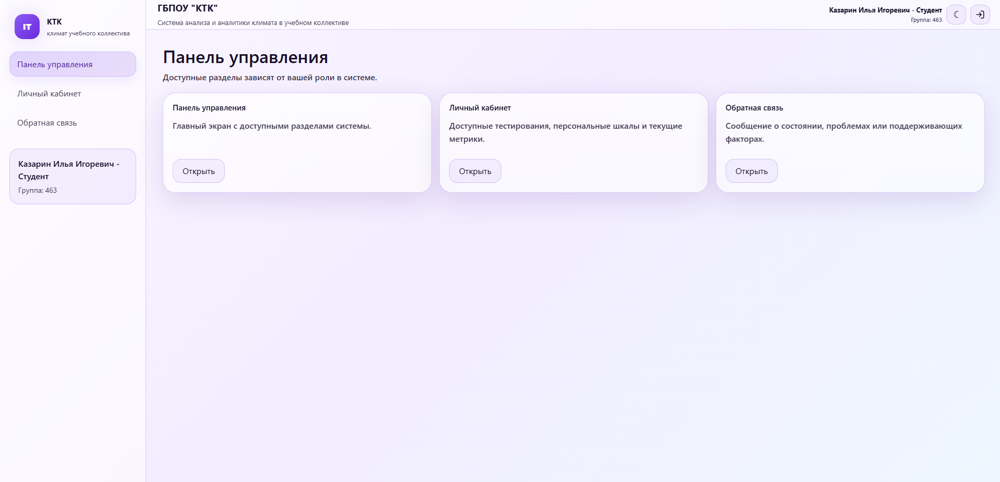 IT
КТК
климат учебного коллектива
Панель управления
Личный кабинет
Обратная связь
Казарин Илья Игоревич -
Студент
Группа: 463
ГБПОУ "КТК"
Система анализа и аналитики климата в учебном коллективе
Казарин Илья Игоревич - Студент
Группа: 463
Панель управления
Доступные разделы зависят от вашей роли в системе.
Панель управления
Главный экран с доступными разделами системы.
Открыть
Личный кабинет
Доступные тестирования, персональные шкалы и текущие
метрики.
Открыть
Обратная связь
Сообщение о состоянии, проблемах или поддерживающих
факторах.
Открыть